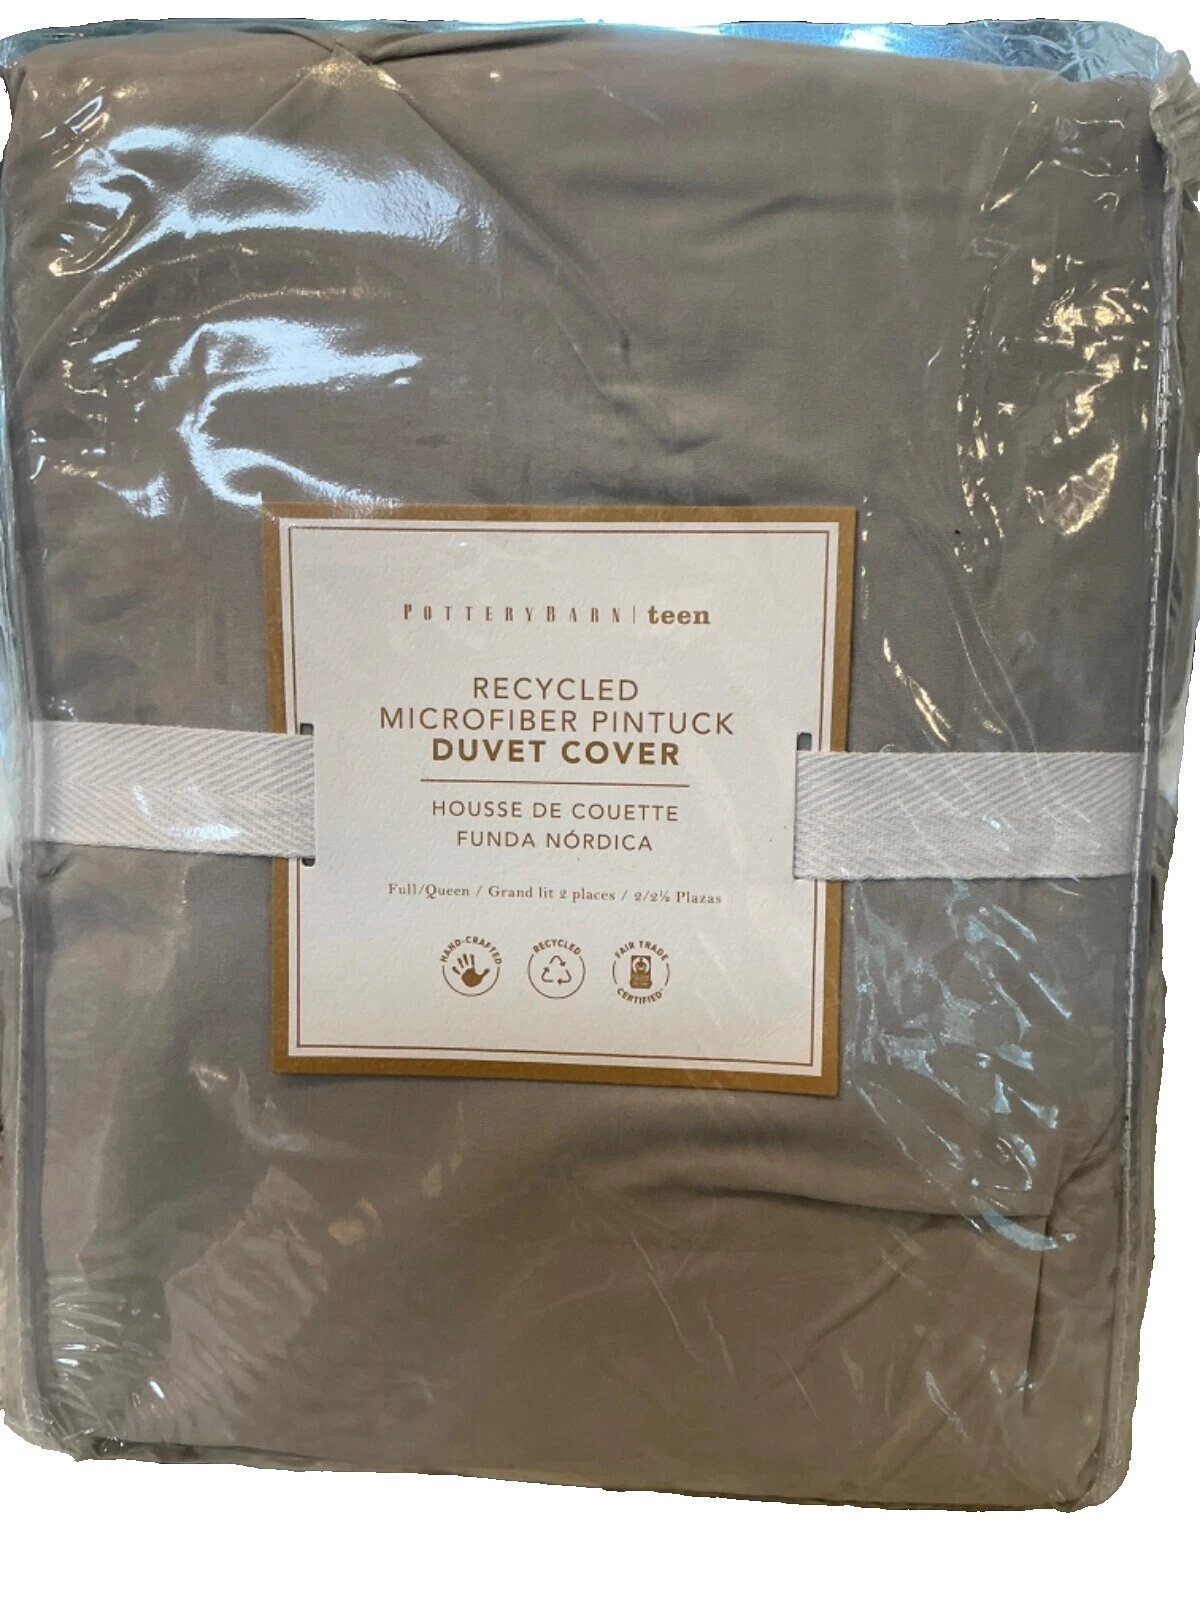 POTTERYBARN | teen
RECYCLED
MICROFIBER PINTUCK
DUVET COVER
HOUSSE DE COUETTE
FUNDA NÓRDICA
Full/Queen / Grand lit 2 places / 2/2½ Plazas
HAND-CRAFTED
RECYCLED
FAIR TRADE
CERTIFIED™